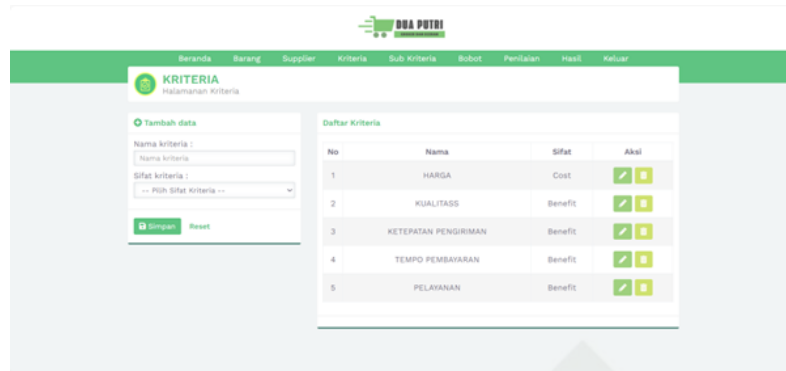 DUA PUTRI
Beranda Barang Supplier Kriteria Sub Kriteria Bobot Penilaian Hasil Keluar
KRITERIA
Halamanan Kriteria
Tambah data
Nama kriteria :
Nama kriteria
Sifat kriteria :
-- Pilih Sifat Kriteria --
Simpan Reset
Daftar Kriteria
No Nama Sifat Aksi
1 HARGA Cost
2 KUALITASS Benefit
3 KETEPATAN PENGIRIMAN Benefit
4 TEMPO PEMBAYARAN Benefit
5 PELAYANAN Benefit